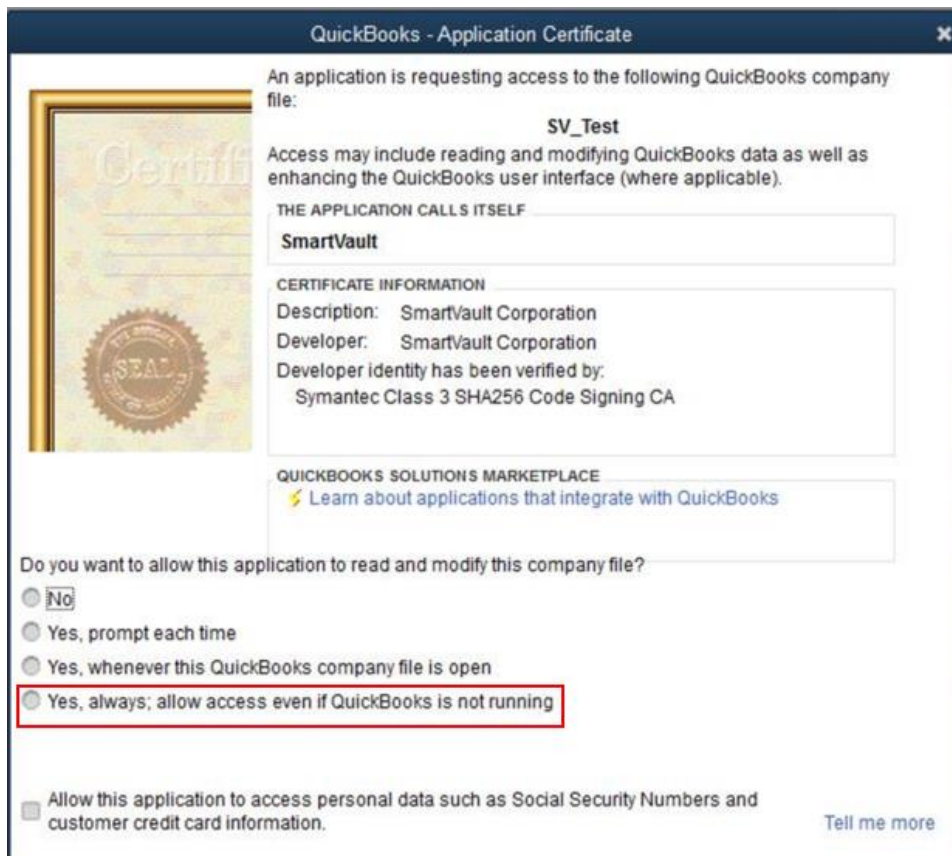 QuickBooks - Application Certificate
An application is requesting access to the following QuickBooks company
file:
SV_Test
Access may include reading and modifying QuickBooks data as well as
enhancing the QuickBooks user interface (where applicable).
THE APPLICATION CALLS ITSELF
SmartVault
CERTIFICATE INFORMATION
Description: SmartVault Corporation
Developer: SmartVault Corporation
Developer identity has been verified by:
Symantec Class 3 SHA256 Code Signing CA
QUICKBOOKS SOLUTIONS MARKETPLACE
Learn about applications that integrate with QuickBooks
Certifi
SEAL
Do you want to allow this application to read and modify this company file?
No
Yes, prompt each time
Yes, whenever this QuickBooks company file is open
Yes, always; allow access even if QuickBooks is not running
Allow this application to access personal data such as Social Security Numbers and
customer credit card information.
Tell me more